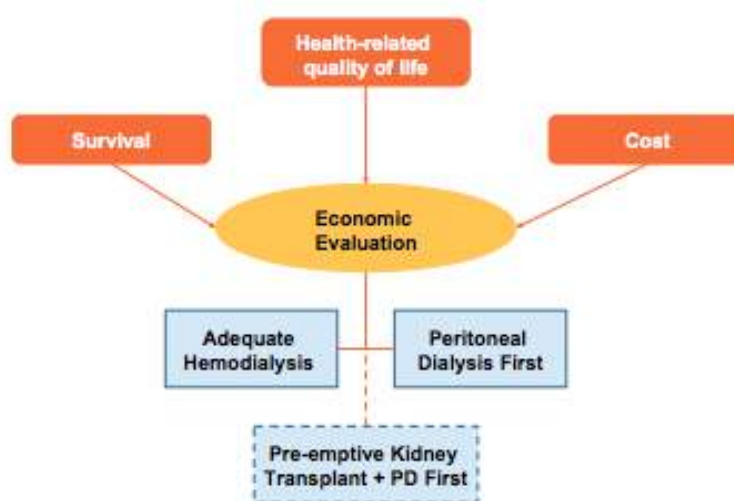 Health-related
quality of life
Survival
Cost
Economic
Evaluation
Adequate
Hemodialysis
Peritoneal
Dialysis First
Pre-emptive Kidney
Transplant + PD First